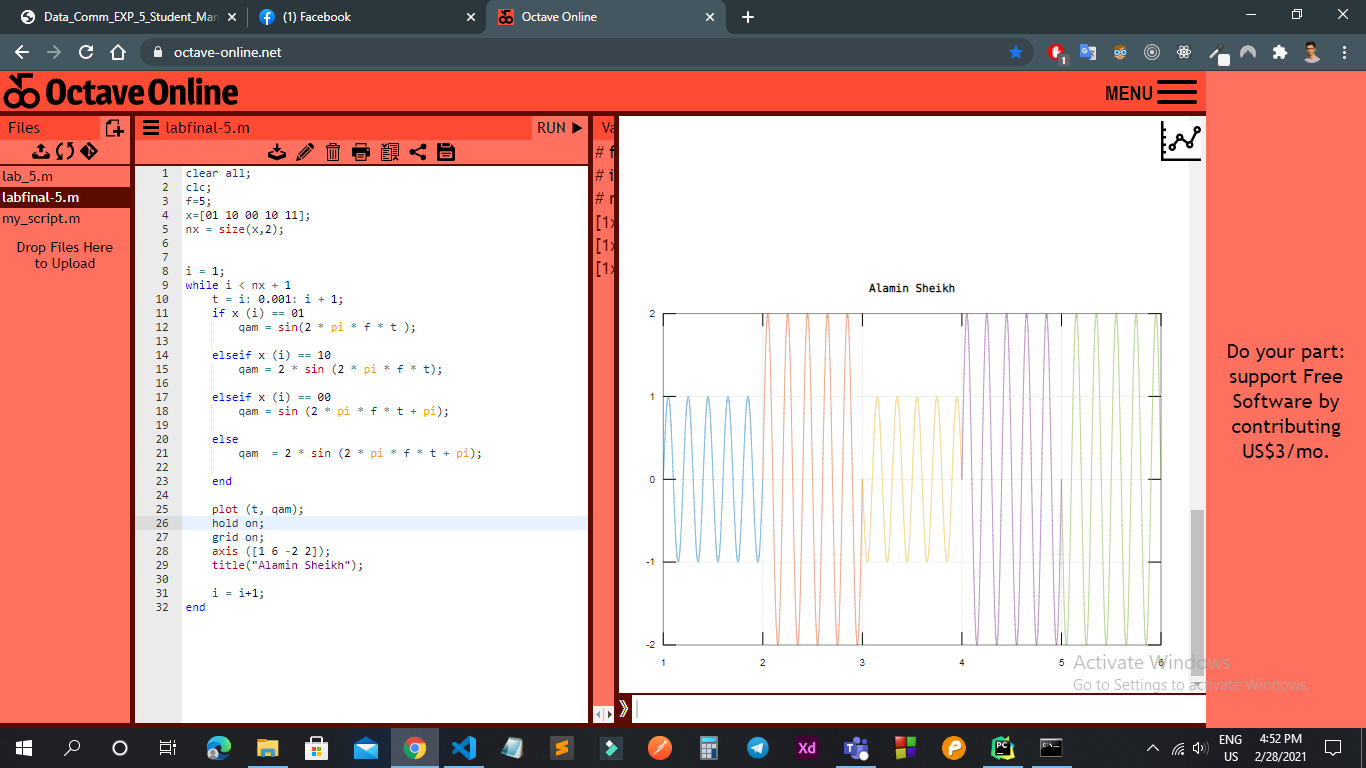 Data_Comm_EXP_5_Student_Man
(1) Facebook
Octave Online
octave-online.net
1
Octave Online
MENU
Files
labfinal-5.m
RUN
Va
lab_5.m
labfinal-5.m
my_script.m
Drop Files Here
to Upload
1 clear all;
2 clc;
3 f=5;
4 x=[01 10 00 10 11];
5 nx = size(x,2);
6
7
8 i = 1;
9 while i < nx + 1
10 t = i: 0.001: i + 1;
11 if x (i) == 01
12 qam = sin(2 * pi * f * t );
13
14 elseif x (i) == 10
15 qam = 2 * sin (2 * pi * f * t);
16
17 elseif x (i) == 00
18 qam = sin (2 * pi * f * t + pi);
19
20 else
21 qam  = 2 * sin (2 * pi * f * t + pi);
22
23 end
24
25 plot (t, qam);
26 hold on;
27 grid on;
28 axis ([1 6 -2 2]);
29 title("Alamin Sheikh");
30
31 i = i+1;
32 end
# f
# i
#
[1
[1
[1
Alamin Sheikh
2
1
0
-1
-2
1 2 3 4 5 6
Do your part:
support Free
Software by
contributing
US$3/mo.
Activate Windows
Go to Settings to activate Windows.
Xd
PC
ENG
US
4:52 PM
2/28/2021